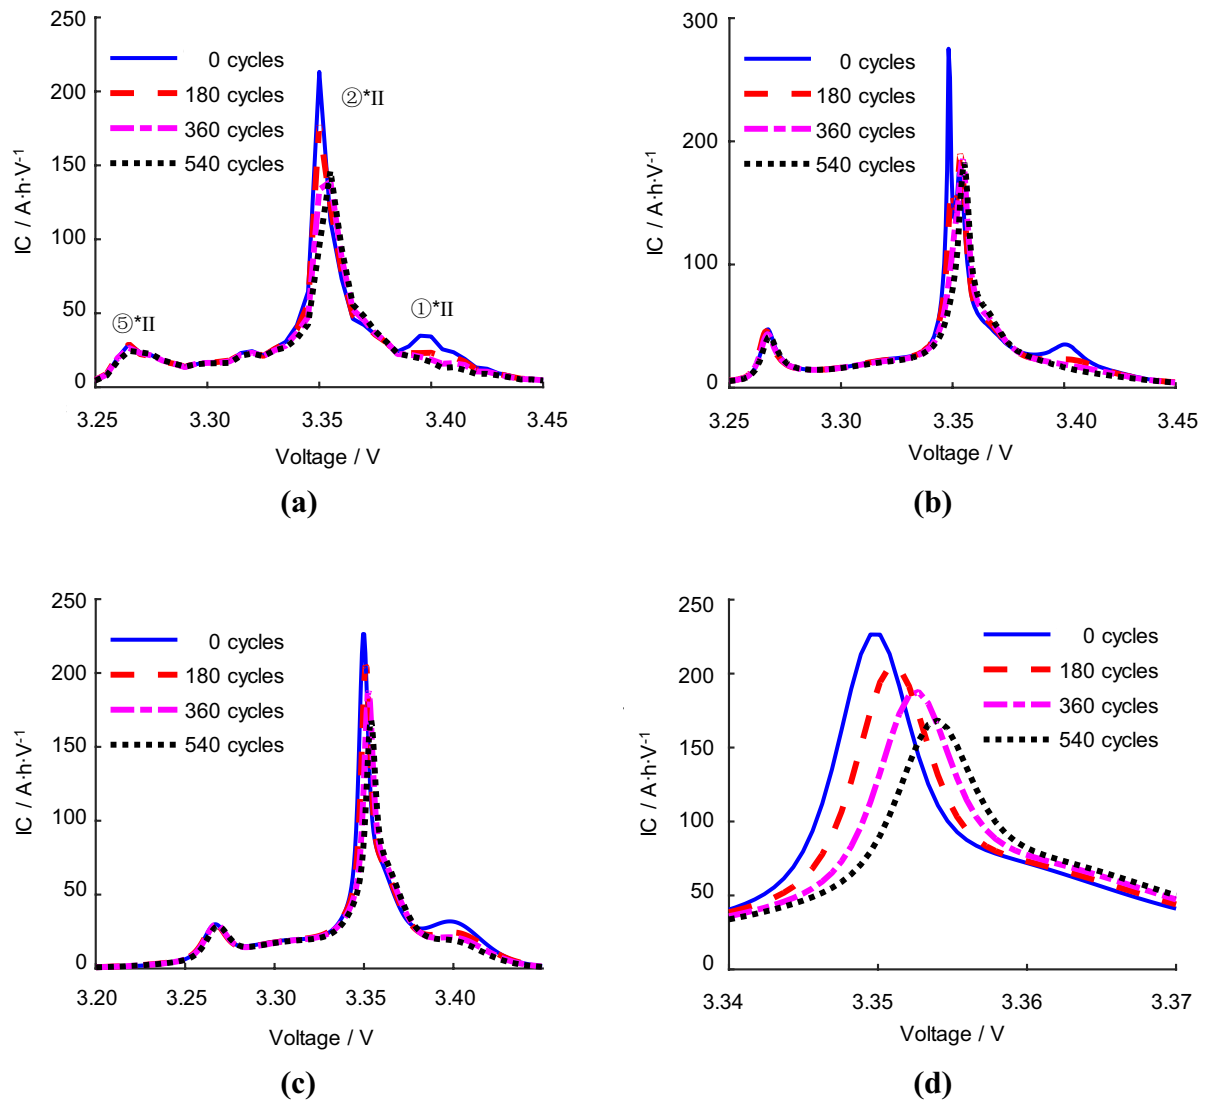 250
200
150
100
50
0
IC / A·h·V⁻¹
0 cycles
180 cycles
360 cycles
540 cycles
②*II
①*II
⑤*II
3.25 3.30 3.35 3.40 3.45
Voltage / V
(a)
300
200
100
0
IC / A·h·V⁻¹
0 cycles
180 cycles
360 cycles
540 cycles
3.25 3.30 3.35 3.40 3.45
Voltage / V
(b)
250
200
150
100
50
0
IC / A·h·V⁻¹
0 cycles
180 cycles
360 cycles
540 cycles
3.20 3.25 3.30 3.35 3.40
Voltage / V
(c)
250
200
150
100
50
0
IC / A·h·V⁻¹
0 cycles
180 cycles
360 cycles
540 cycles
3.34 3.35 3.36 3.37
Voltage / V
(d)